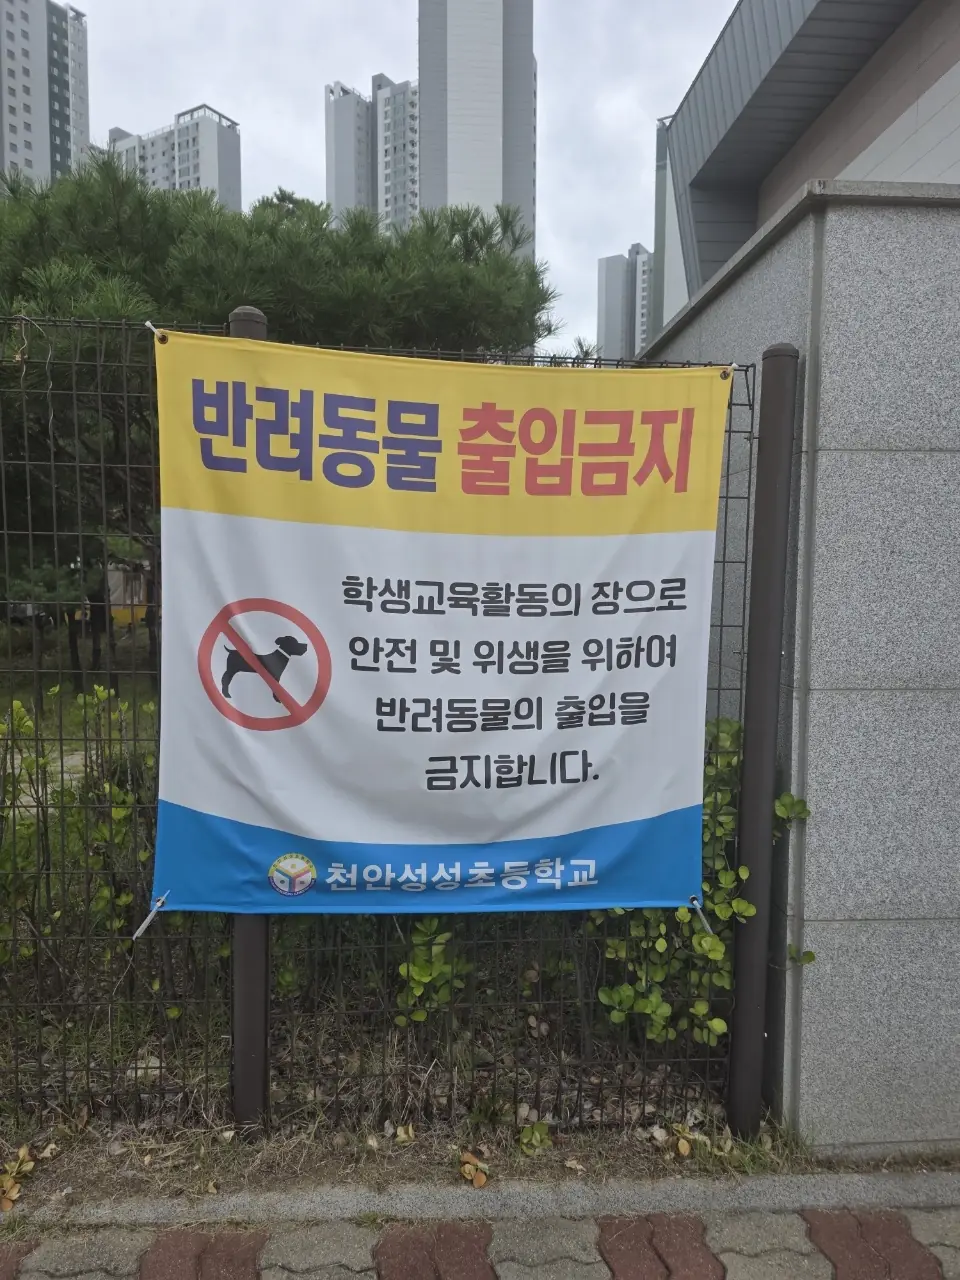 반려동물 출입금지
학생교육활동의 장으로
안전 및 위생을 위하여
반려동물의 출입을
금지합니다.
천안성성초등학교